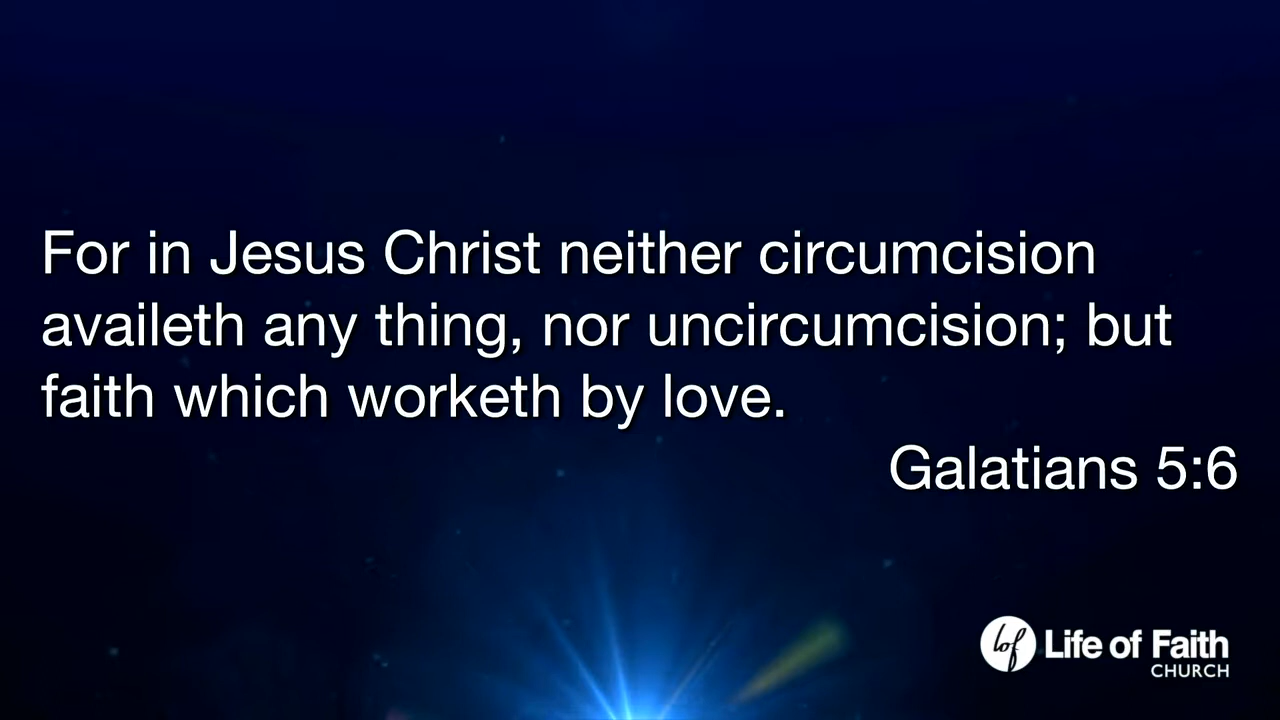 For in Jesus Christ neither circumcision
availeth any thing, nor uncircumcision; but
faith which worketh by love.
Galatians 5:6
lof Life of Faith
CHURCH